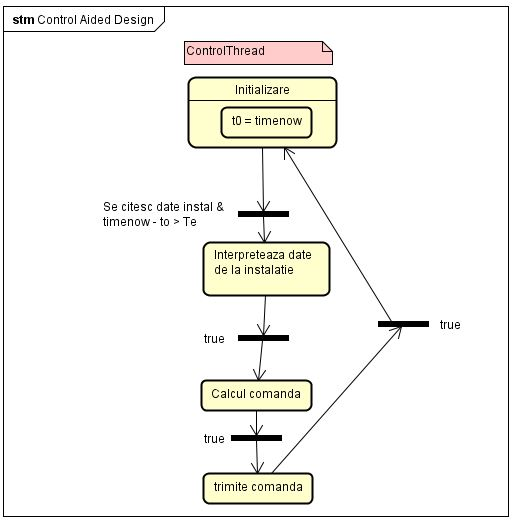 stm Control Aided Design
ControlThread
Initializare
t0 = timenow
Se citesc date instal &
timenow - to > Te
Interpreteaza date
de la instalatie
true
true
Calcul comanda
true
trimite comanda